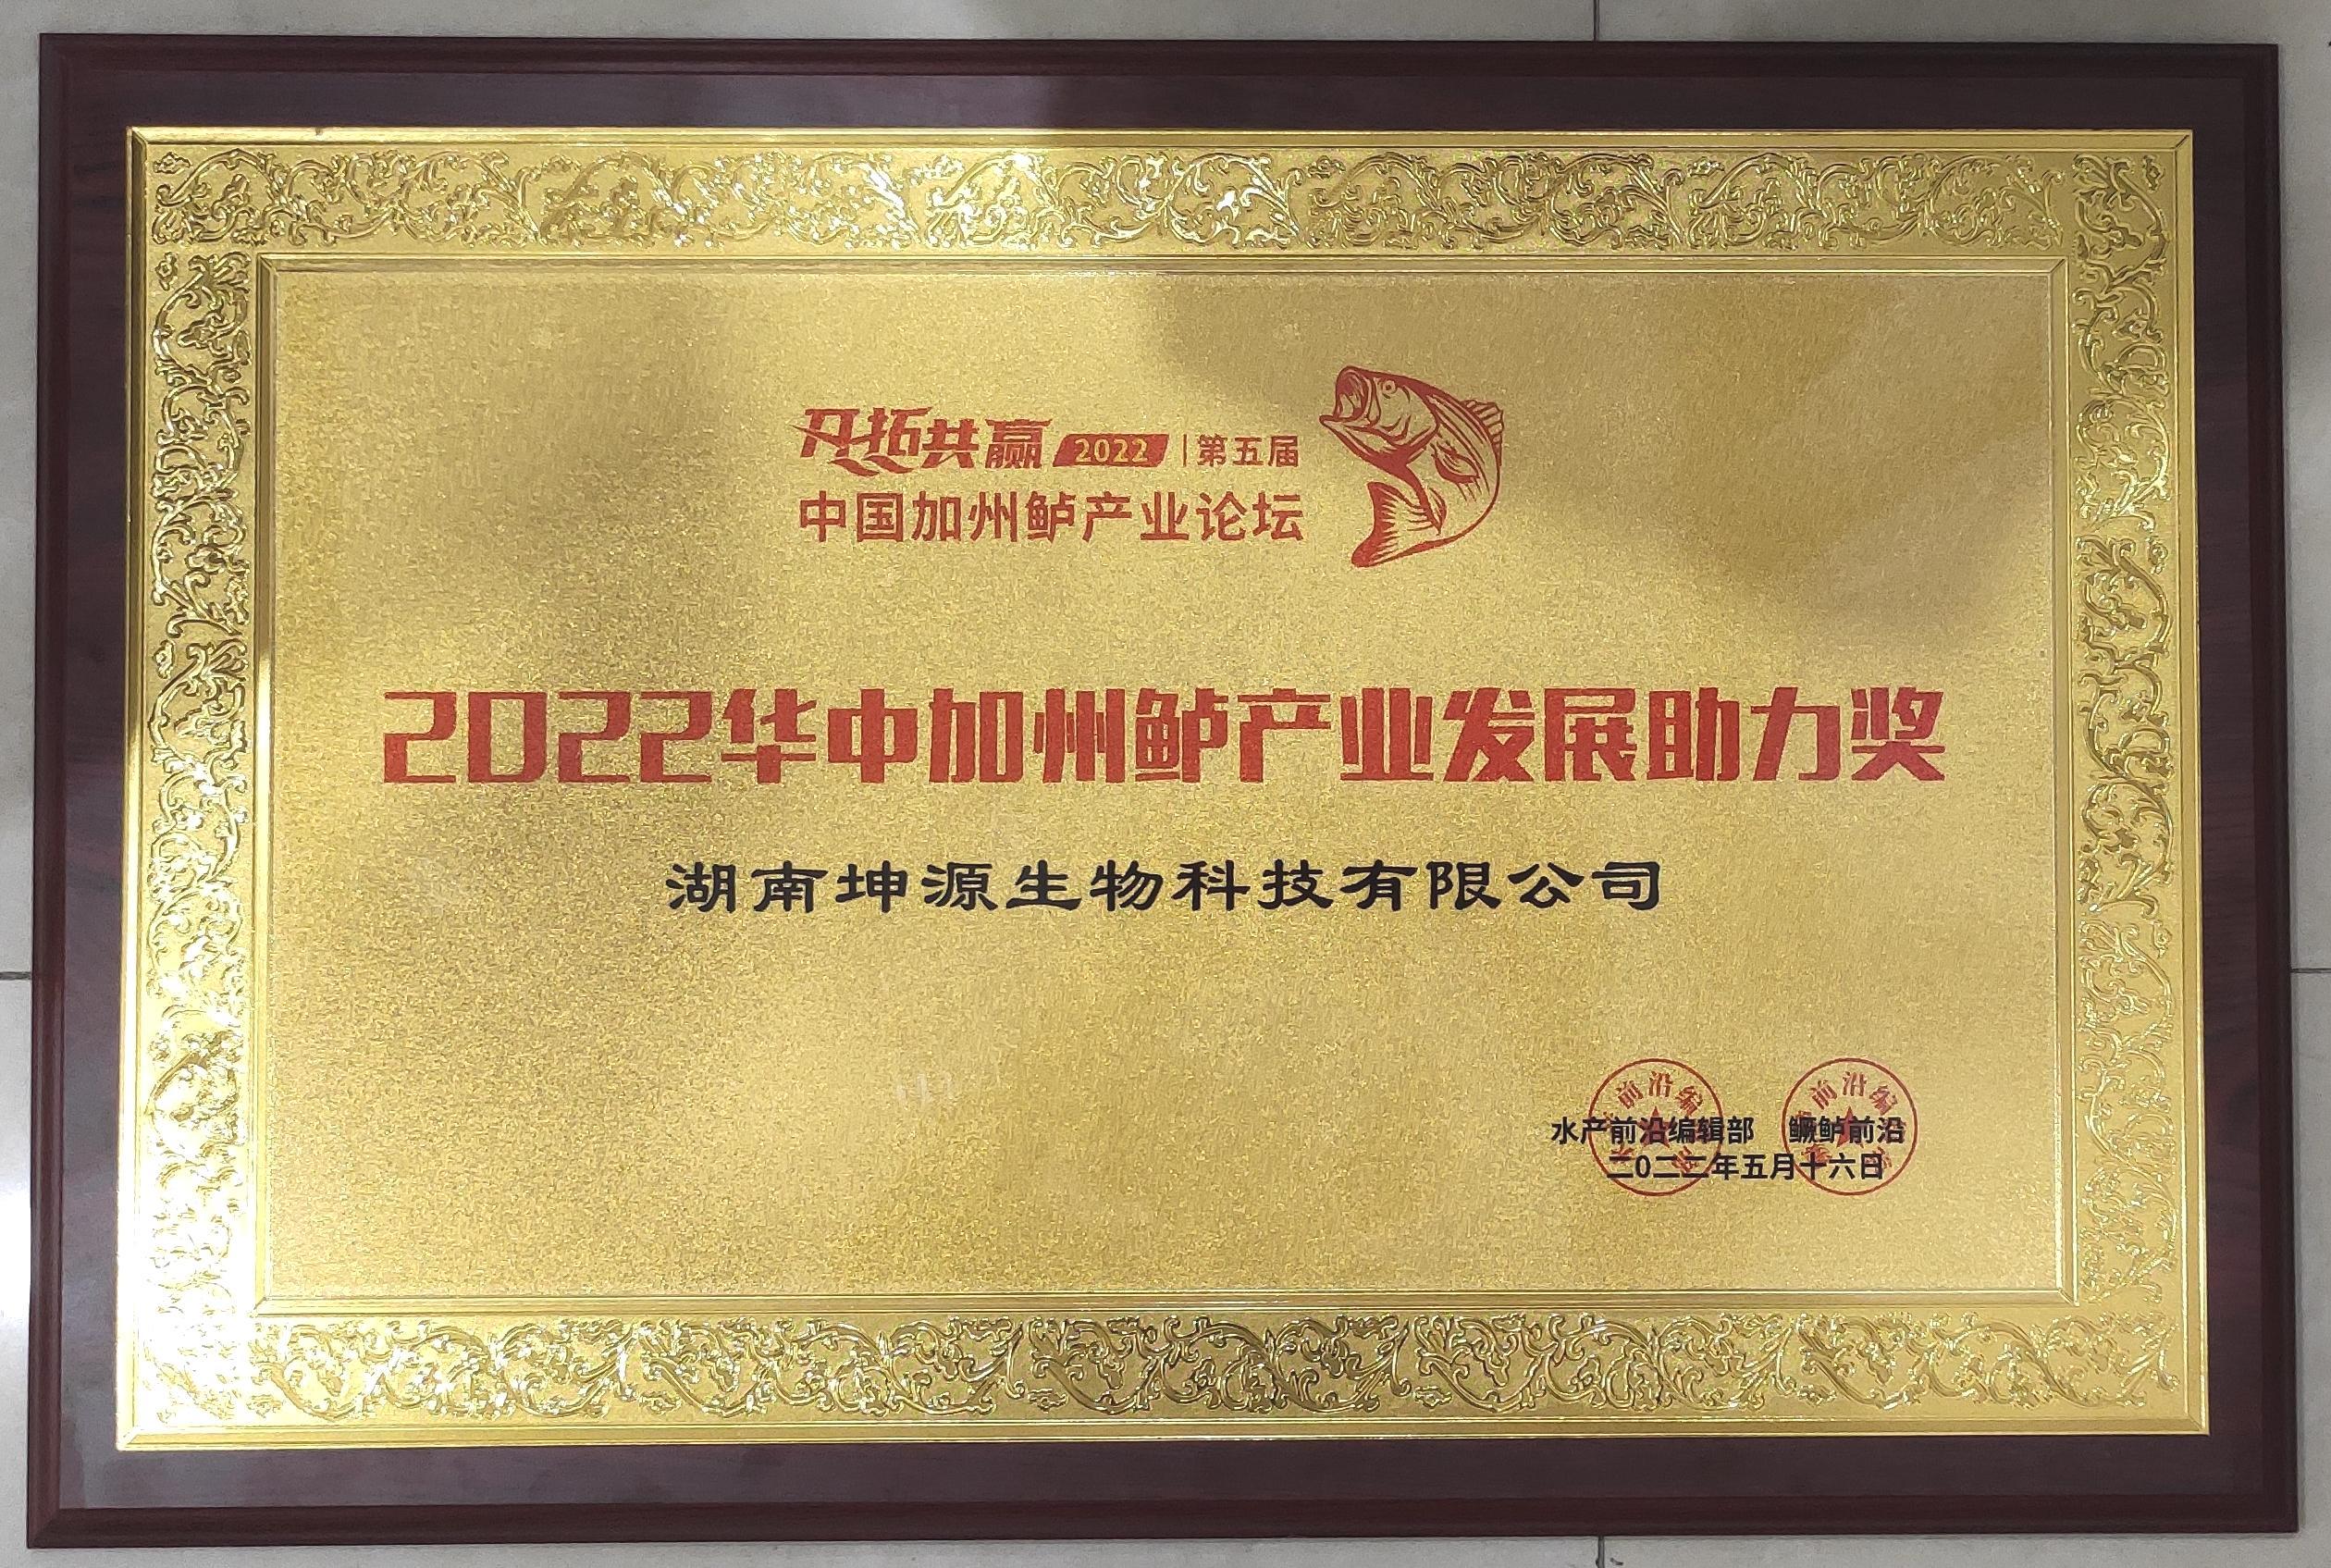 开拓共赢 2022 | 第五届
中国加州鲈产业论坛
2022华中加州鲈产业发展助力奖
湖南坤源生物科技有限公司
水产前沿编辑部 鳜鲈前沿
二0二二年五月十六日